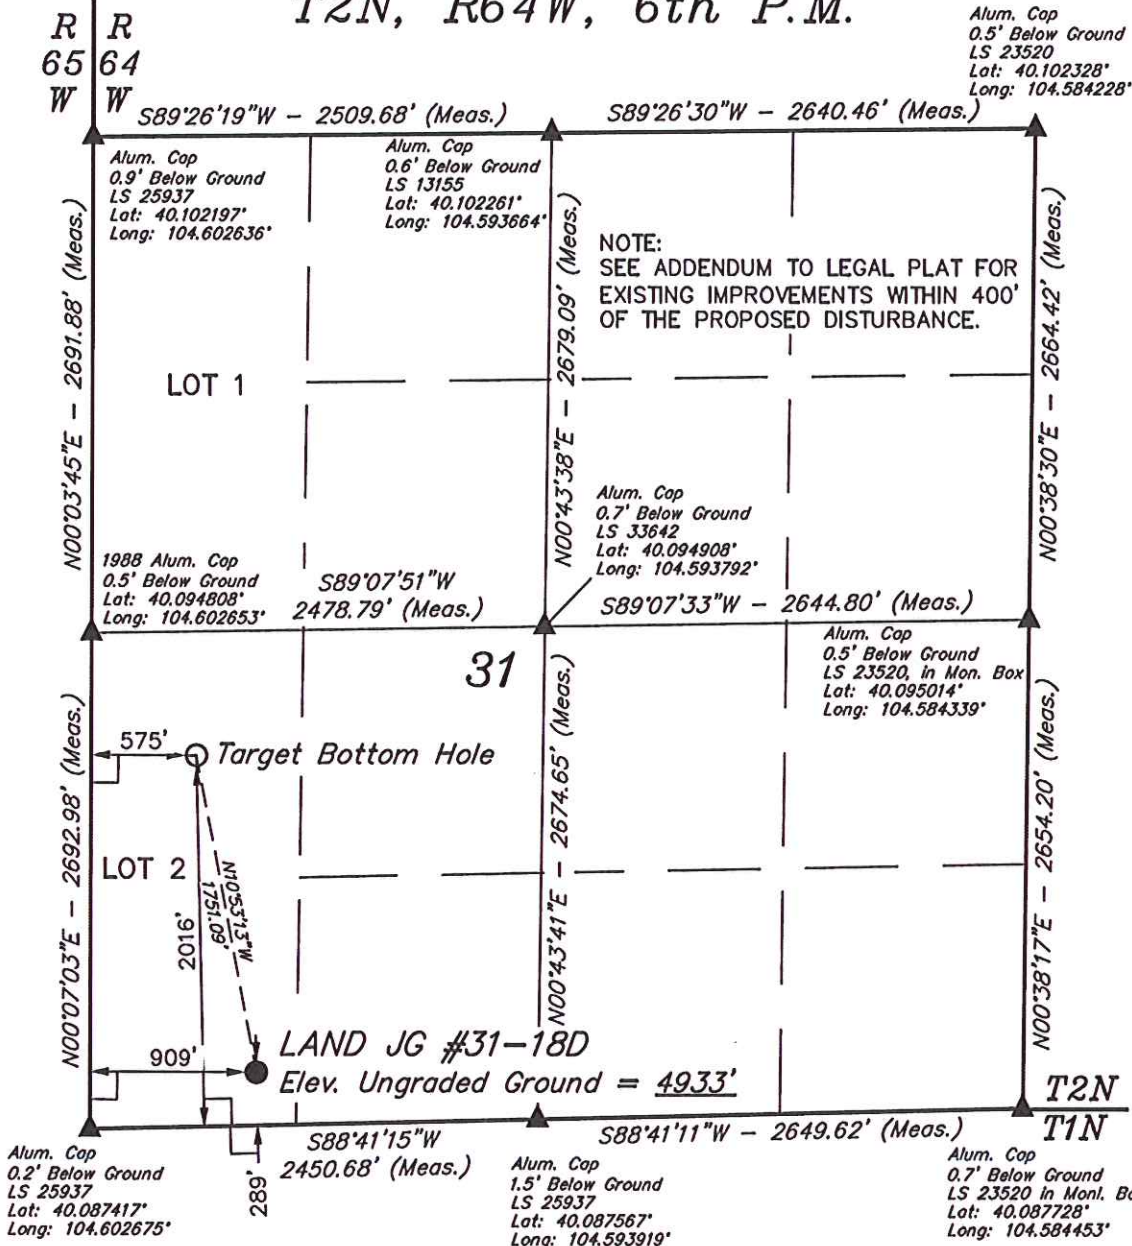 T2N, R64W, 6th P.M.
R R
65 64
W W
Alum. Cap
0.5' Below Ground
LS 23520
Lat: 40.102328°
Long: 104.584228°
S89°26'19"W - 2509.68' (Meas.)
S89°26'30"W - 2640.46' (Meas.)
Alum. Cap
0.9' Below Ground
LS 25937
Lat: 40.102197°
Long: 104.602636°
Alum. Cap
0.6' Below Ground
LS 13155
Lat: 40.102261°
Long: 104.593664°
N00°03'45"E - 2691.88' (Meas.)
N00°43'38"E - 2679.09' (Meas.)
N00°38'30"E - 2664.42' (Meas.)
NOTE:
SEE ADDENDUM TO LEGAL PLAT FOR
EXISTING IMPROVEMENTS WITHIN 400'
OF THE PROPOSED DISTURBANCE.
LOT 1
Alum. Cap
0.7' Below Ground
LS 33642
Lat: 40.094908°
Long: 104.593792°
1988 Alum. Cap
0.5' Below Ground
Lat: 40.094808°
Long: 104.602653°
S89°07'51"W
2478.79' (Meas.)
S89°07'33"W - 2644.80' (Meas.)
Alum. Cap
0.5' Below Ground
LS 23520, in Mon. Box
Lat: 40.095014°
Long: 104.584339°
31
N00°07'03"E - 2692.98' (Meas.)
N00°43'41"E - 2674.65' (Meas.)
N00°38'17"E - 2654.20' (Meas.)
575'
Target Bottom Hole
LOT 2
N10°53'13"W
1751.09'
2016'
909'
LAND JG #31-18D
Elev. Ungraded Ground = 4933'
T2N
T1N
S88°41'15"W
2450.68' (Meas.)
S88°41'11"W - 2649.62' (Meas.)
289'
Alum. Cap
0.2' Below Ground
LS 25937
Lat: 40.087417°
Long: 104.602675°
Alum. Cap
1.5' Below Ground
LS 25937
Lat: 40.087567°
Long: 104.593919°
Alum. Cap
0.7' Below Ground
LS 23520 in Monl. Bo
Lat: 40.087728°
Long: 104.584453°